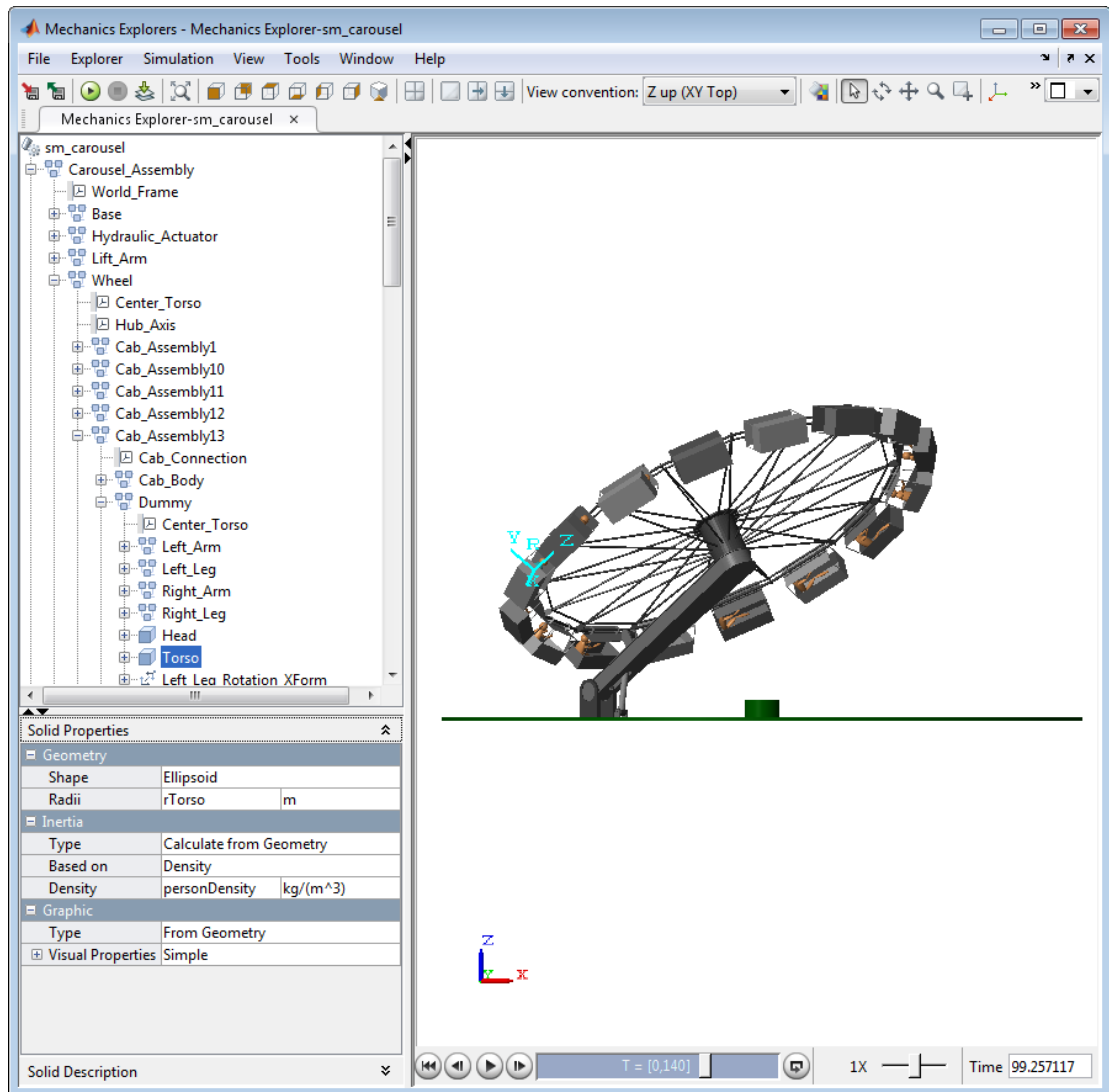 Mechanics Explorers - Mechanics Explorer-sm_carousel
File Explorer Simulation View Tools Window Help
View convention: Z up (XY Top)
Mechanics Explorer-sm_carousel ×
sm_carousel
Carousel_Assembly
World_Frame
Base
Hydraulic_Actuator
Lift_Arm
Wheel
Center_Torso
Hub_Axis
Cab_Assembly1
Cab_Assembly10
Cab_Assembly11
Cab_Assembly12
Cab_Assembly13
Cab_Connection
Cab_Body
Dummy
Center_Torso
Left_Arm
Left_Leg
Right_Arm
Right_Leg
Head
Torso
Left_Leg_Rotation_XForm
Y R Z
X
Solid Properties
Geometry
Shape Ellipsoid
Radii rTorso m
Inertia
Type Calculate from Geometry
Based on Density
Density personDensity kg/(m^3)
Graphic
Type From Geometry
Visual Properties Simple
Solid Description
Z
Y X
T = [0,140]
1X
Time 99.257117